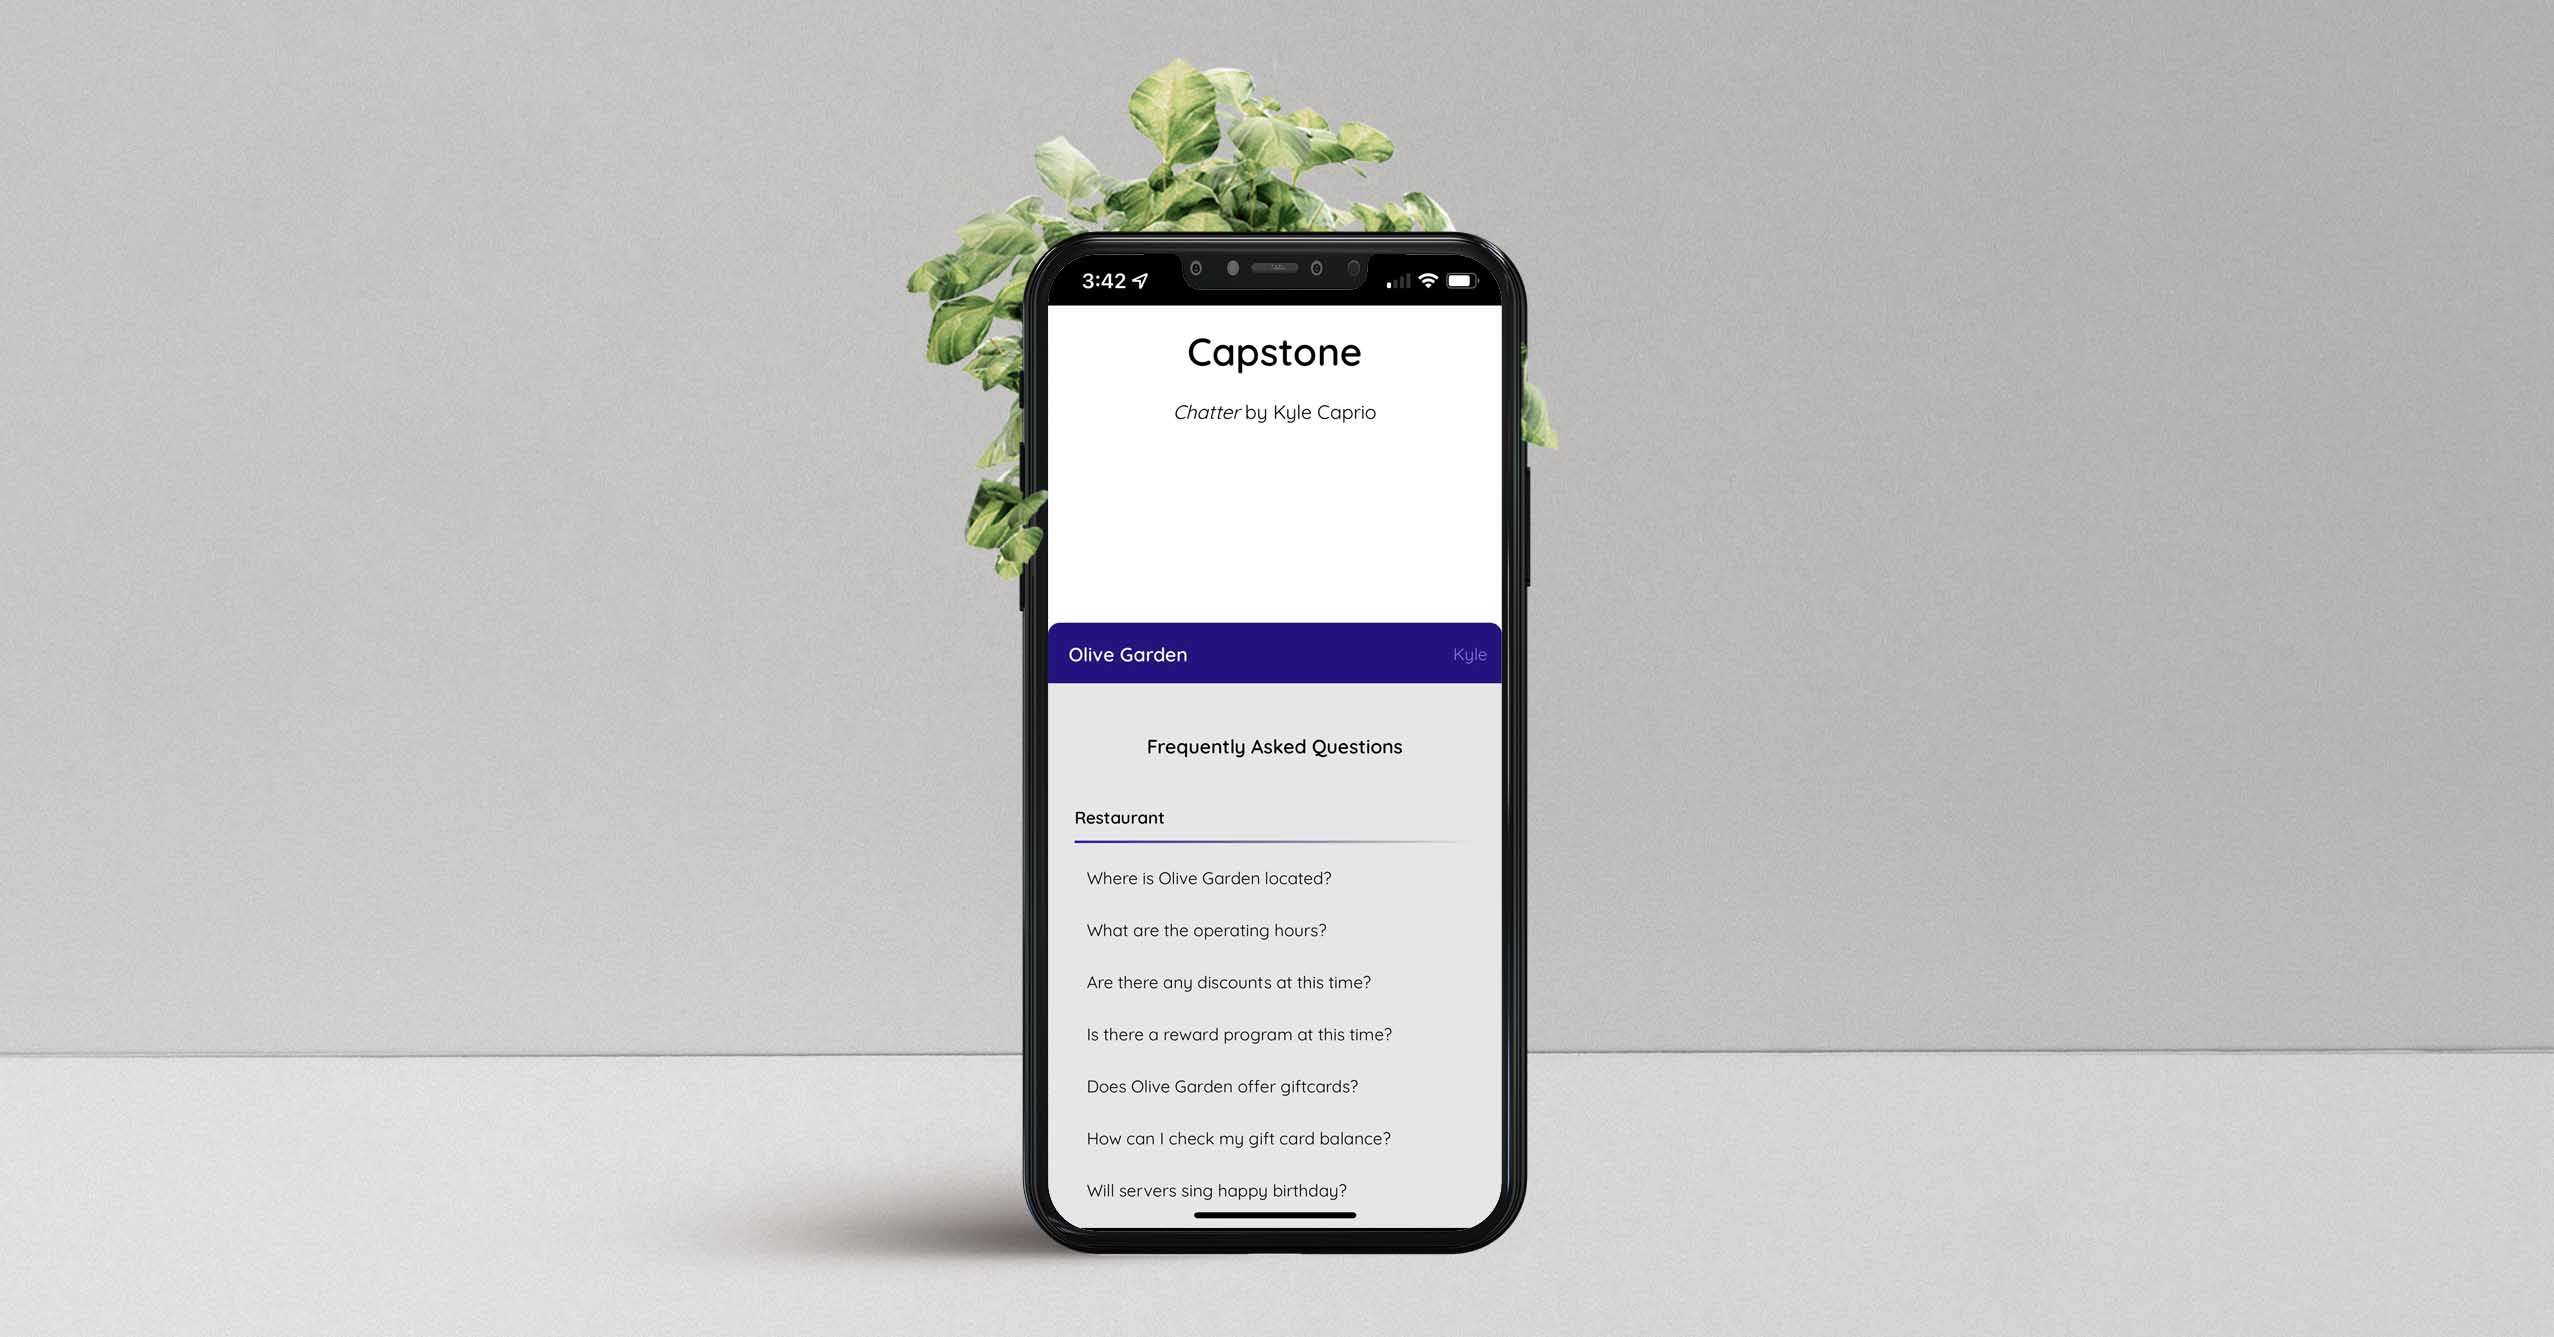 3:42
Capstone
Chatter by Kyle Caprio
Olive Garden Kyle
Frequently Asked Questions
Restaurant
Where is Olive Garden located?
What are the operating hours?
Are there any discounts at this time?
Is there a reward program at this time?
Does Olive Garden offer giftcards?
How can I check my gift card balance?
Will servers sing happy birthday?